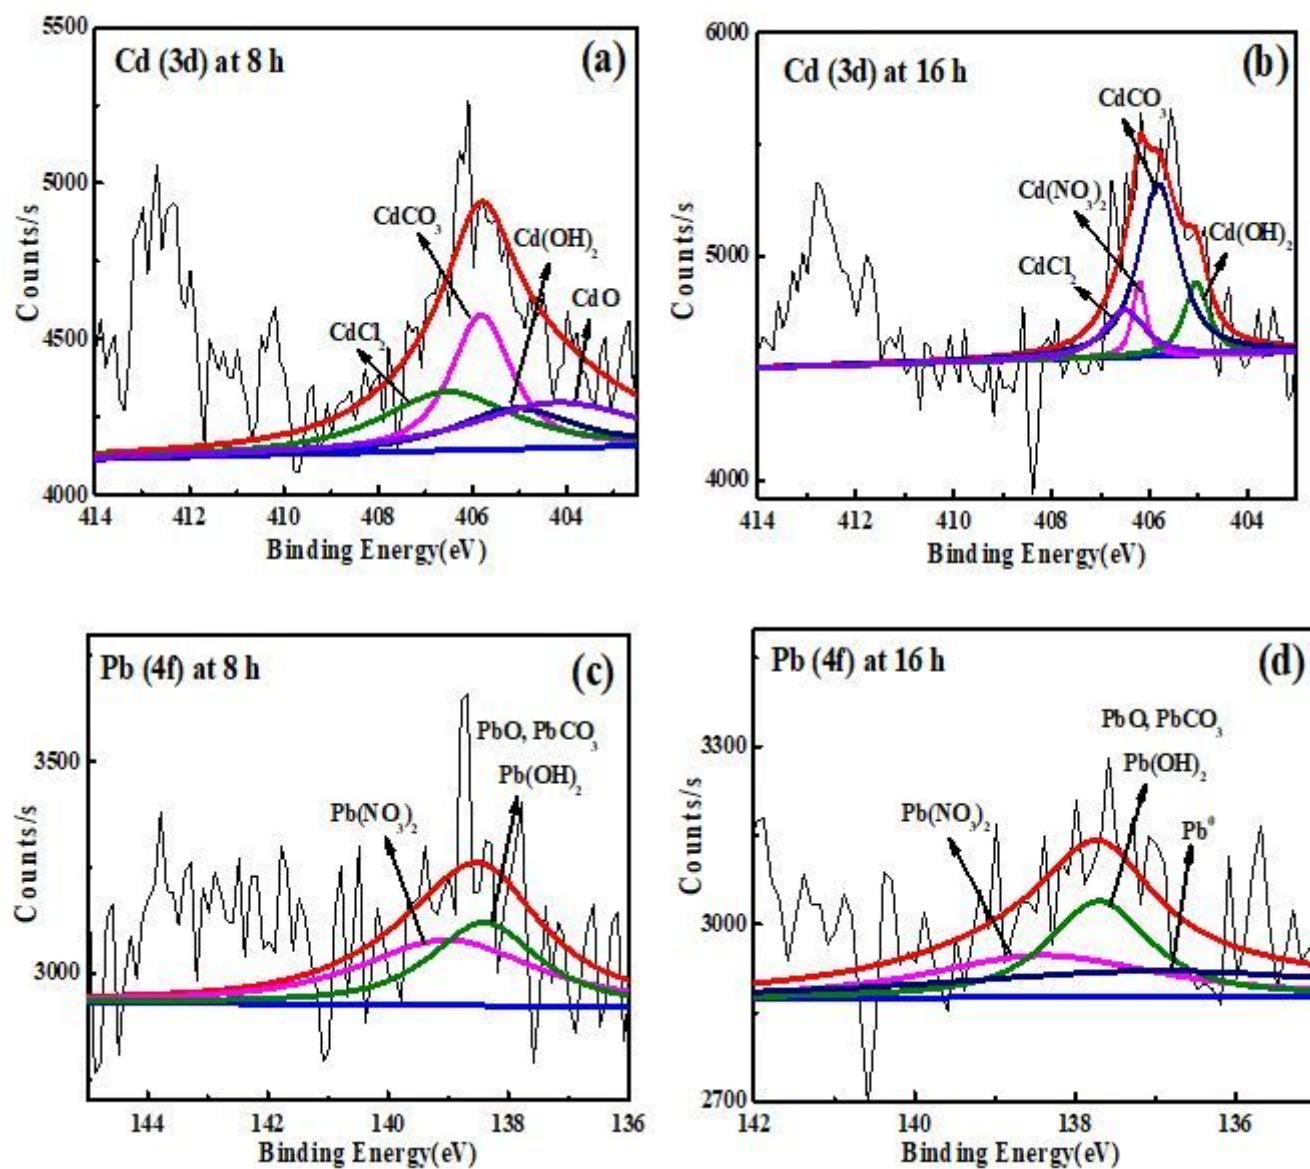 Cd (3d) at 8 h
(a)
5500
5000
4500
4000
Counts/s
CdCO3
Cd(OH)2
CdO
CdCl2
414 412 410 408 406 404
Binding Energy(eV)
Cd (3d) at 16 h
(b)
6000
5000
4000
Counts/s
CdCO3
Cd(NO3)2
CdCl2
Cd(OH)2
414 412 410 408 406 404
Binding Energy(eV)
Pb (4f) at 8 h
(c)
3500
3000
Counts/s
PbO, PbCO3
Pb(OH)2
Pb(NO3)2
144 142 140 138 136
Binding Energy(eV)
Pb (4f) at 16 h
(d)
3300
3000
2700
Counts/s
PbO, PbCO3
Pb(OH)2
Pb(NO3)2
Pb0
142 140 138 136
Binding Energy(eV)